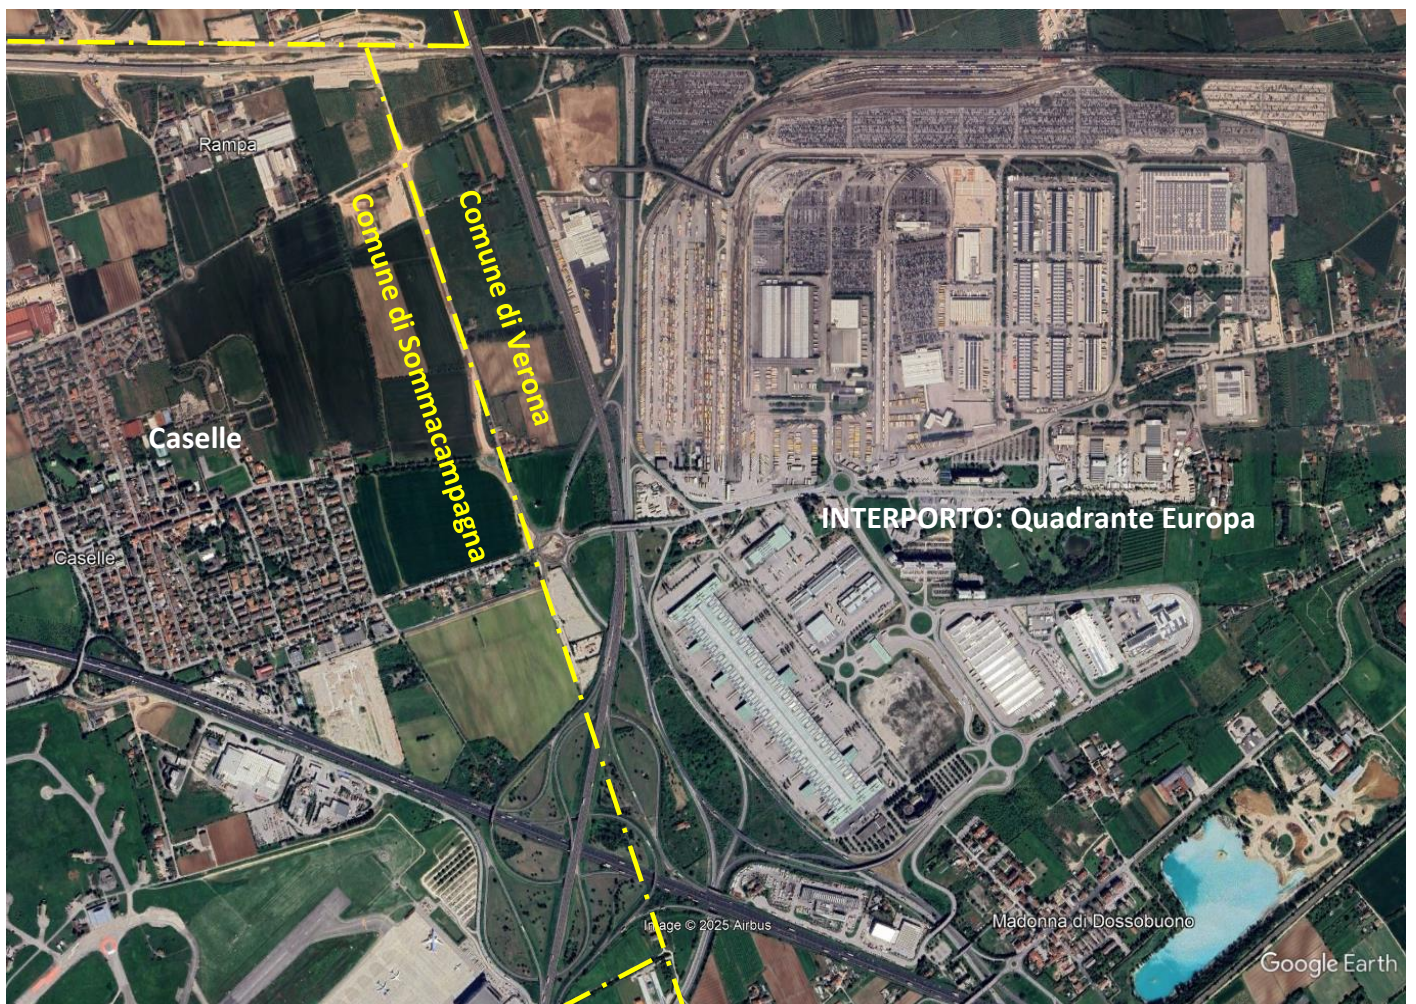 Rampa
Comune di Sommacampagna
Comune di Verona
Caselle
INTERPORTO: Quadrante Europa
Caselle
Image © 2025 Airbus
Madonna di Dossobuono
Google Earth